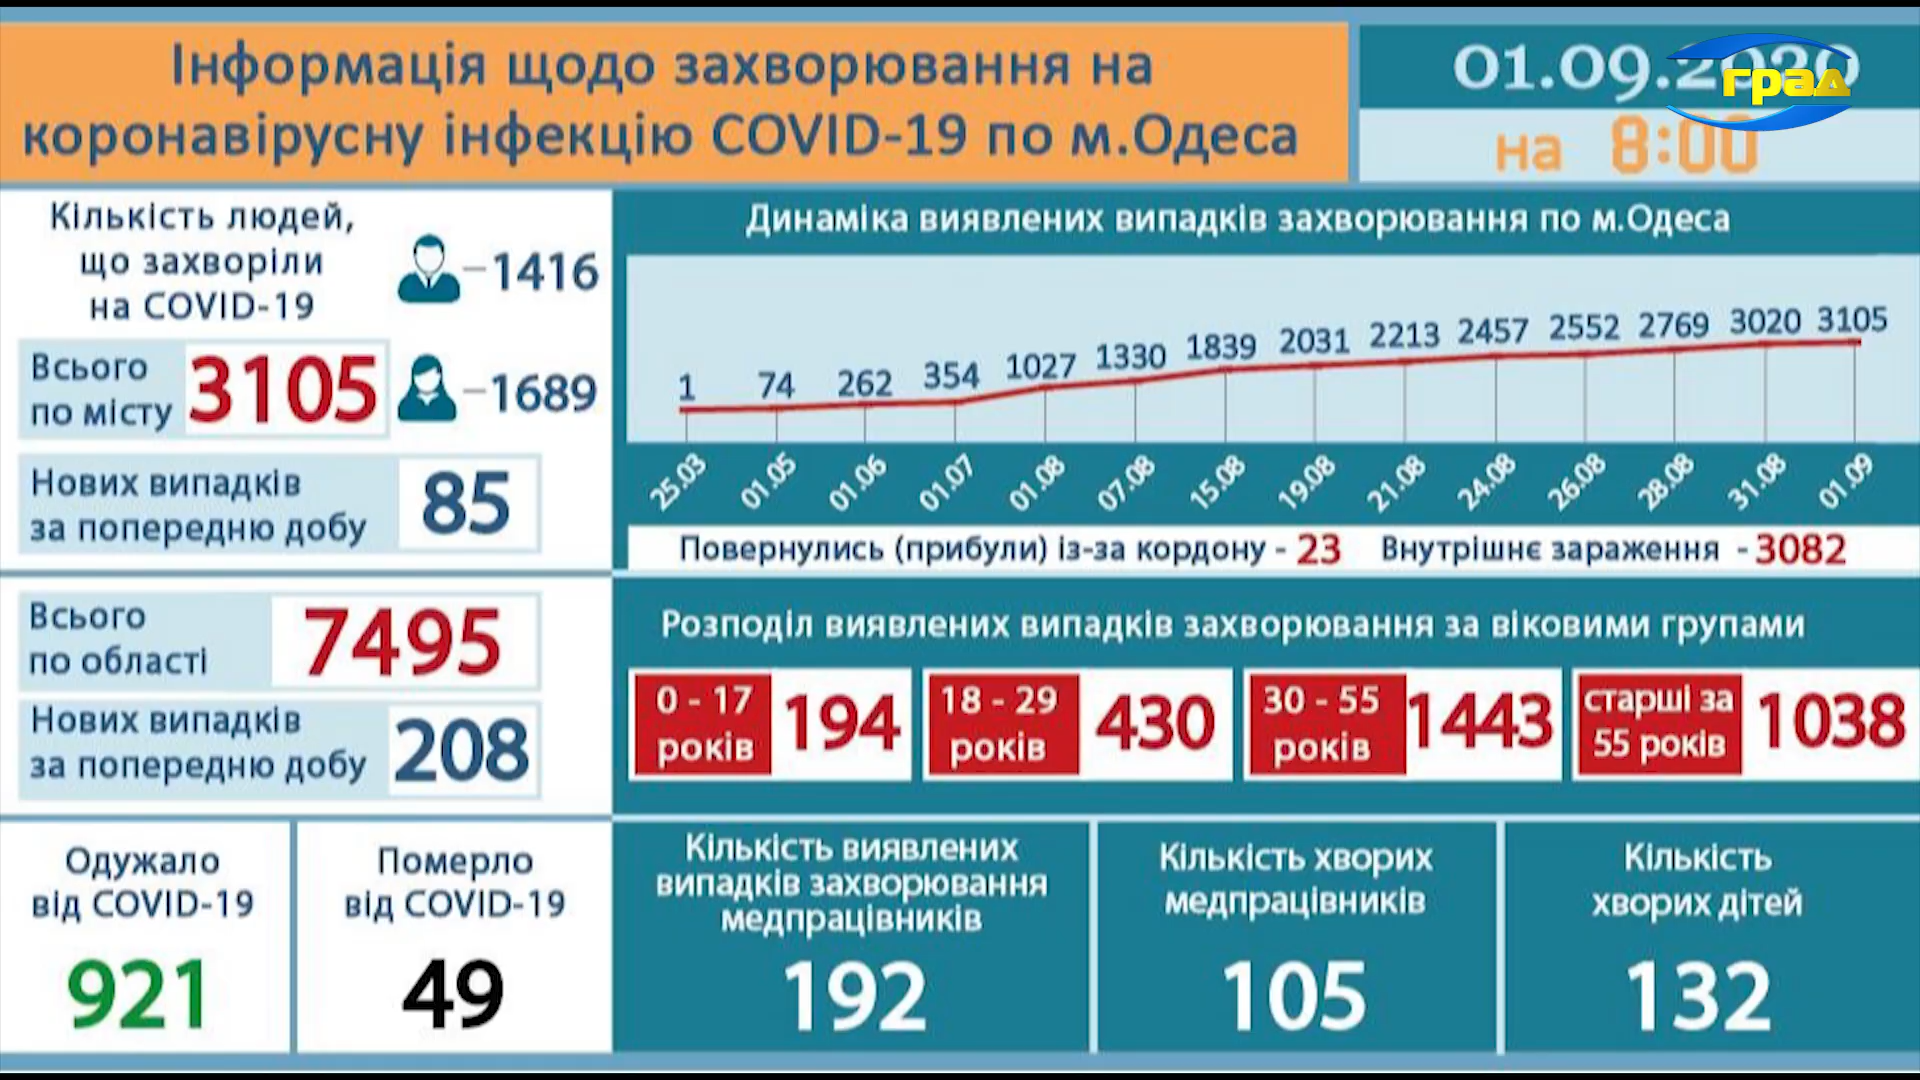 Інформація щодо захворювання на
коронавірусну інфекцію COVID-19 по м.Одеса
01.09.2020
град
на 8:00
Кількість людей,
що захворіли
на COVID-19
–1416
Всього
по місту
3105
–1689
Нових випадків
за попередню добу
85
Динаміка виявлених випадків захворювання по м.Одеса
1 74 262 354 1027 1330 1839 2031 2213 2457 2552 2769 3020 3105
25.03 01.05 01.06 01.07 01.08 07.08 15.08 19.08 21.08 24.08 26.08 28.08 31.08 01.09
Повернулись (прибули) із-за кордону - 23 Внутрішнє зараження - 3082
Всього
по області
7495
Нових випадків
за попередню добу
208
Розподіл виявлених випадків захворювання за віковими групами
0 - 17
років
194
18 - 29
років
430
30 - 55
років
1443
старші за
55 років
1038
Одужало
від COVID-19
921
Померло
від COVID-19
49
Кількість виявлених
випадків захворювання
медпрацівників
192
Кількість хворих
медпрацівників
105
Кількість
хворих дітей
132